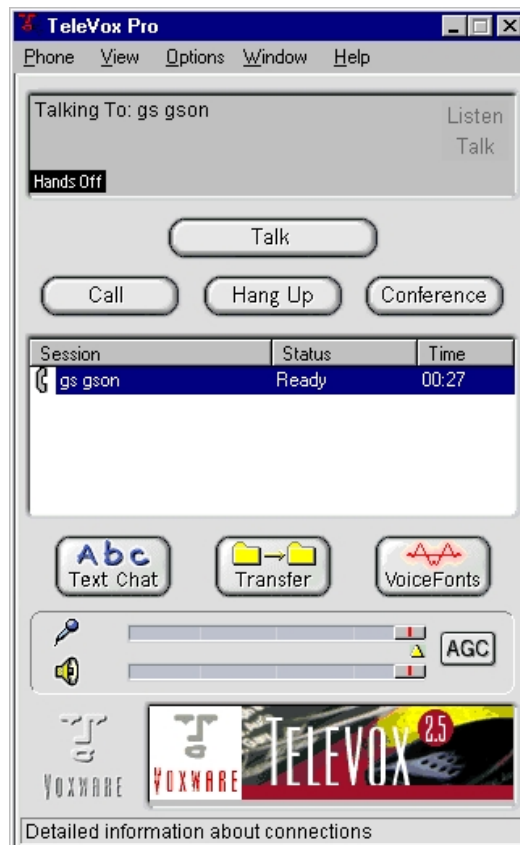 TeleVox Pro
Phone View Options Window Help
Talking To: gs gson
Listen
Talk
Hands Off
Talk
Call Hang Up Conference
Session Status Time
gs gson Ready 00:27
Abc
Text Chat Transfer VoiceFonts
AGC
VOXWARE VOXWARE TELEVOX 2.5
Detailed information about connections